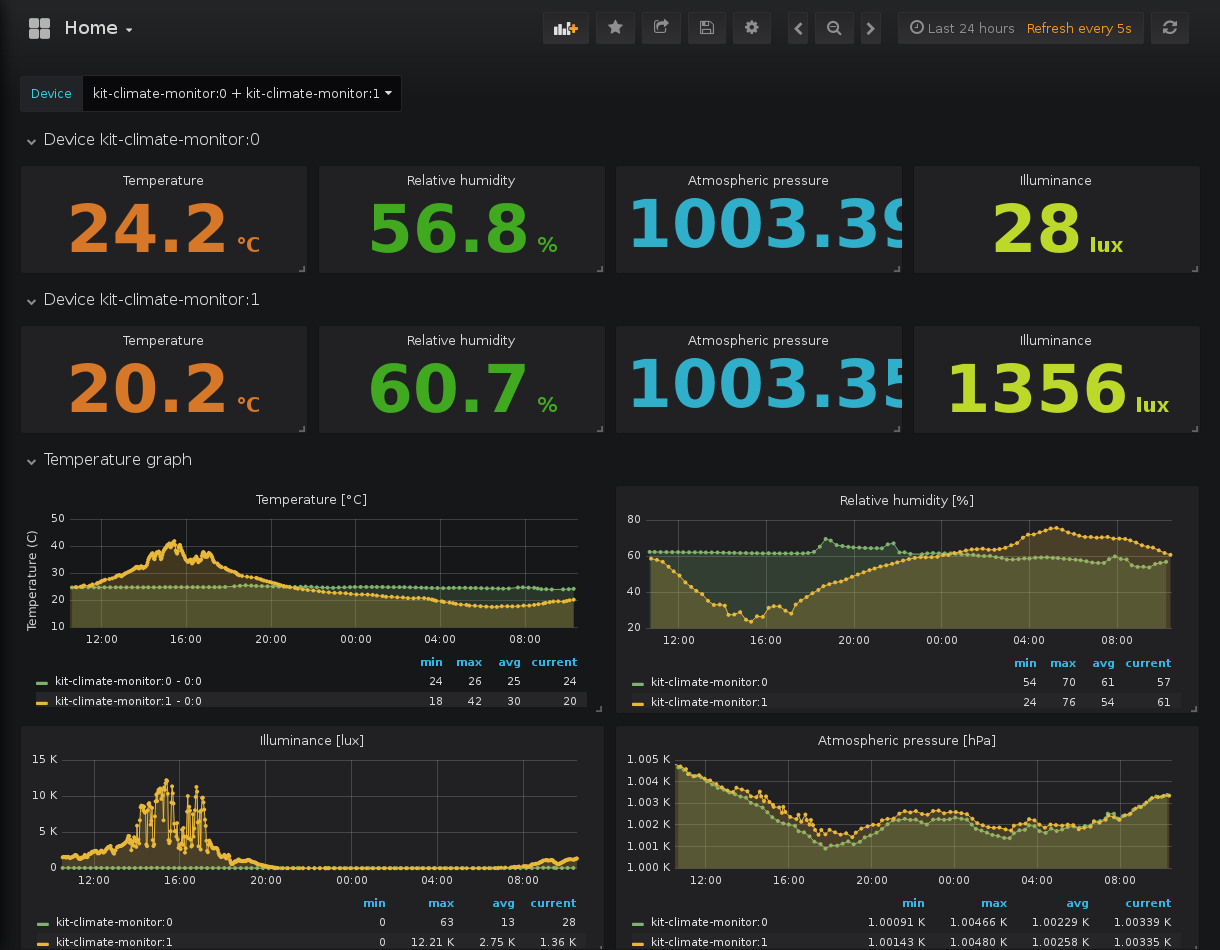 Home
Last 24 hours Refresh every 5s
Device kit-climate-monitor:0 + kit-climate-monitor:1
Device kit-climate-monitor:0
Temperature Relative humidity Atmospheric pressure Illuminance
24.2 °C 56.8 % 1003.39 28 lux
Device kit-climate-monitor:1
Temperature Relative humidity Atmospheric pressure Illuminance
20.2 °C 60.7 % 1003.35 1356 lux
Temperature graph
Temperature [°C]
Temperature (C)
50
40
30
20
10
12:00 16:00 20:00 00:00 04:00 08:00
min max avg current
kit-climate-monitor:0 - 0:0 24 26 25 24
kit-climate-monitor:1 - 0:0 18 42 30 20
Relative humidity [%]
80
60
40
20
12:00 16:00 20:00 00:00 04:00 08:00
min max avg current
kit-climate-monitor:0 54 70 61 57
kit-climate-monitor:1 24 76 54 61
Illuminance [lux]
15 K
10 K
5 K
0
12:00 16:00 20:00 00:00 04:00 08:00
min max avg current
kit-climate-monitor:0 0 63 13 28
kit-climate-monitor:1 0 12.21 K 2.75 K 1.36 K
Atmospheric pressure [hPa]
1.005 K
1.004 K
1.003 K
1.002 K
1.001 K
1.000 K
12:00 16:00 20:00 00:00 04:00 08:00
min max avg current
kit-climate-monitor:0 1.00091 K 1.00466 K 1.00229 K 1.00339 K
kit-climate-monitor:1 1.00143 K 1.00480 K 1.00258 K 1.00335 K